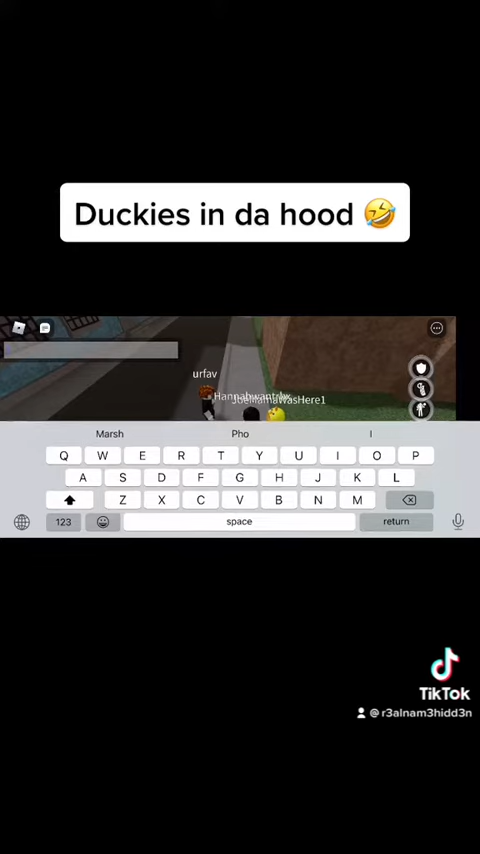 Duckies in da hood 🤣
urfav
JoeMamaWasHere1
Marsh Pho I
Q W E R T Y U I O P
A S D F G H J K L
Z X C V B N M
123 space return
TikTok
@r3alnam3hidd3n